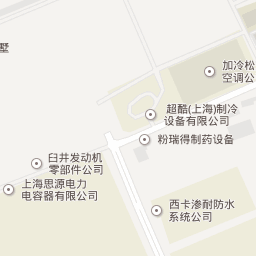 墅
加冷松
空调公
超酷(上海)制冷
设备有限公司
粉瑞得制药设备
臼井发动机
零部件公司
上海思源电力
电容器有限公司
西卡渗耐防水
系统公司